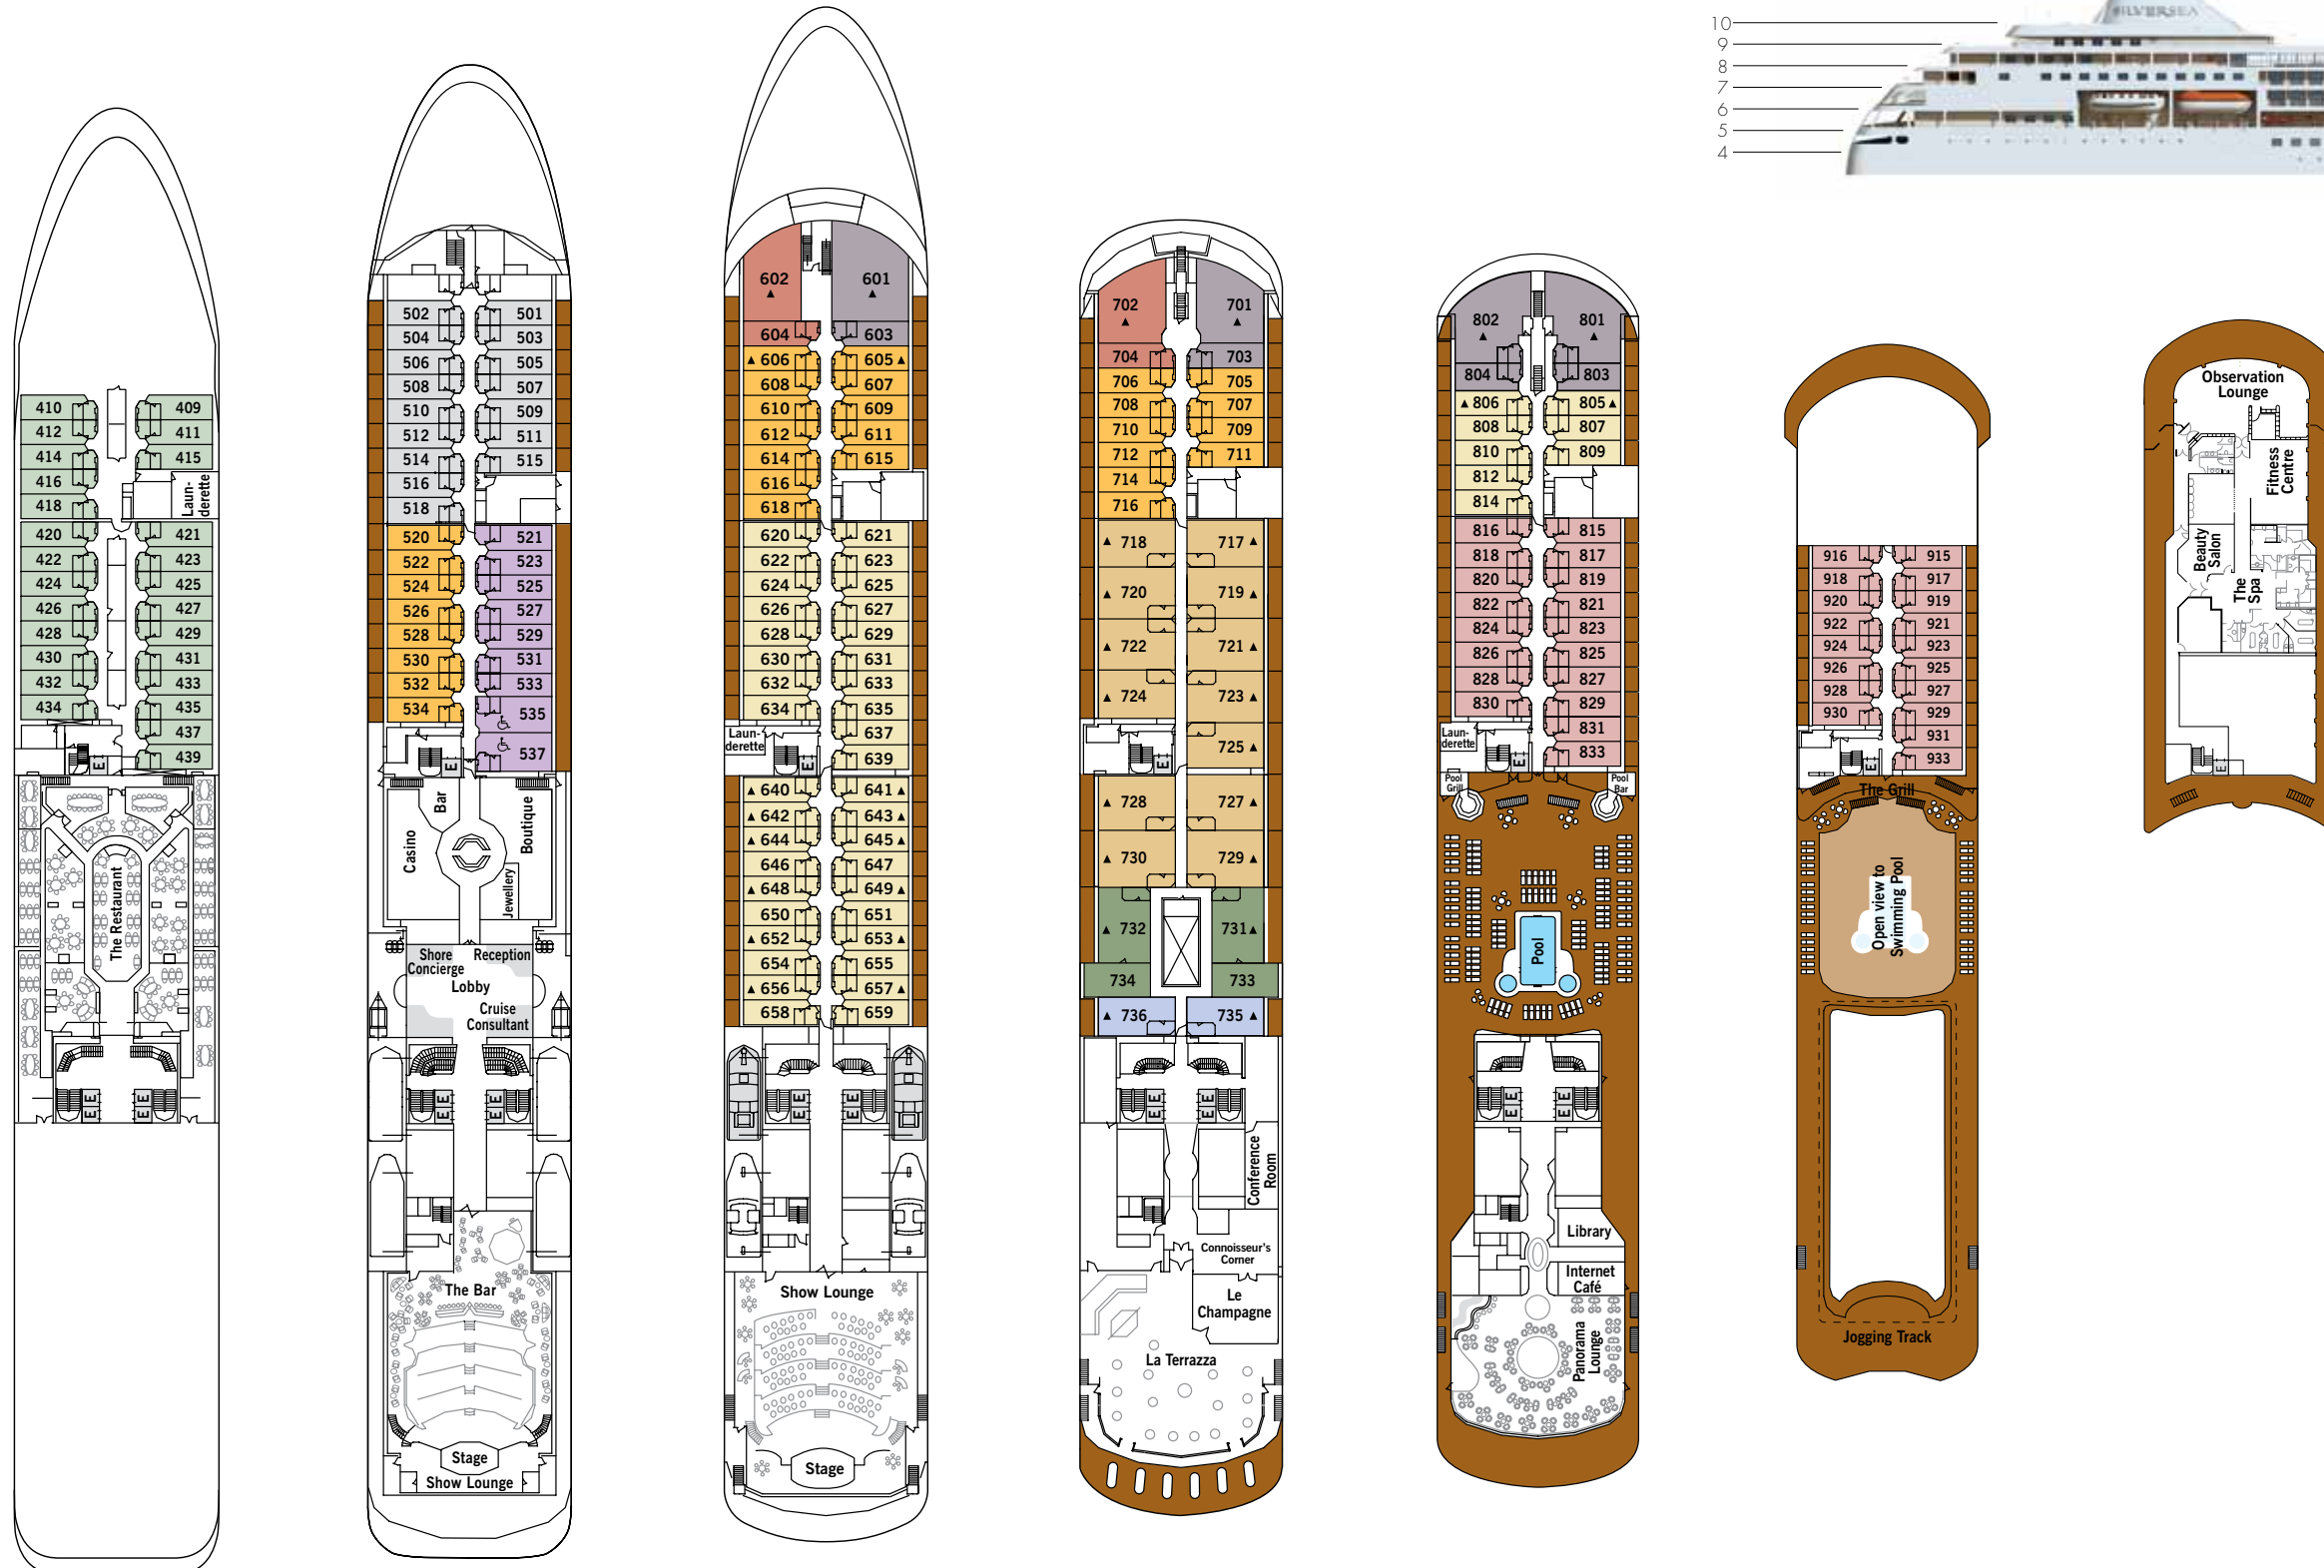 SILVERSEA
10
9
8
7
6
5
4
410 409
412 411
414 415
416
418
Laun-
derette
420 421
422 423
424 425
426 427
428 429
430 431
432 433
434 435
437
439
E
The Restaurant
E E
E E
502 501
504 503
506 505
508 507
510 509
512 511
514 515
516
518
520 521
522 523
524 525
526 527
528 529
530 531
532 533
534 535
537
E
Bar
Casino
Boutique
Jewellery
Shore
Concierge
Reception
Lobby
Cruise
Consultant
E E
E E
The Bar
Stage
Show Lounge
602 601
604 603
606 605
608 607
610 609
612 611
614 615
616
618
620 621
622 623
624 625
626 627
628 629
630 631
632 633
634 635
637
Laun-
derette
639
E
640 641
642 643
644 645
646 647
648 649
650 651
652 653
654 655
656 657
658 659
E E
E E
Show Lounge
Stage
702 701
704 703
706 705
708 707
710 709
712 711
714
716
718 717
720 719
722 721
724 723
725
E
728 727
730 729
732 731
734 733
736 735
E E
E E
Conference
Room
Connoisseur's
Corner
Le
Champagne
La Terrazza
802 801
804 803
806 805
808 807
810 809
812
814
816 815
818 817
820 819
822 821
824 823
826 825
828 827
830 829
831
833
Laun-
derette
E
Pool
Grill
Pool
Bar
Pool
E E
E E
Library
Internet
Café
Panorama
Lounge
916 915
918 917
920 919
922 921
924 923
926 925
928 927
930 929
931
933
E
The Grill
Open view to
Swimming Pool
Jogging Track
Observation
Lounge
Fitness
Centre
Beauty
Salon
The
Spa
E